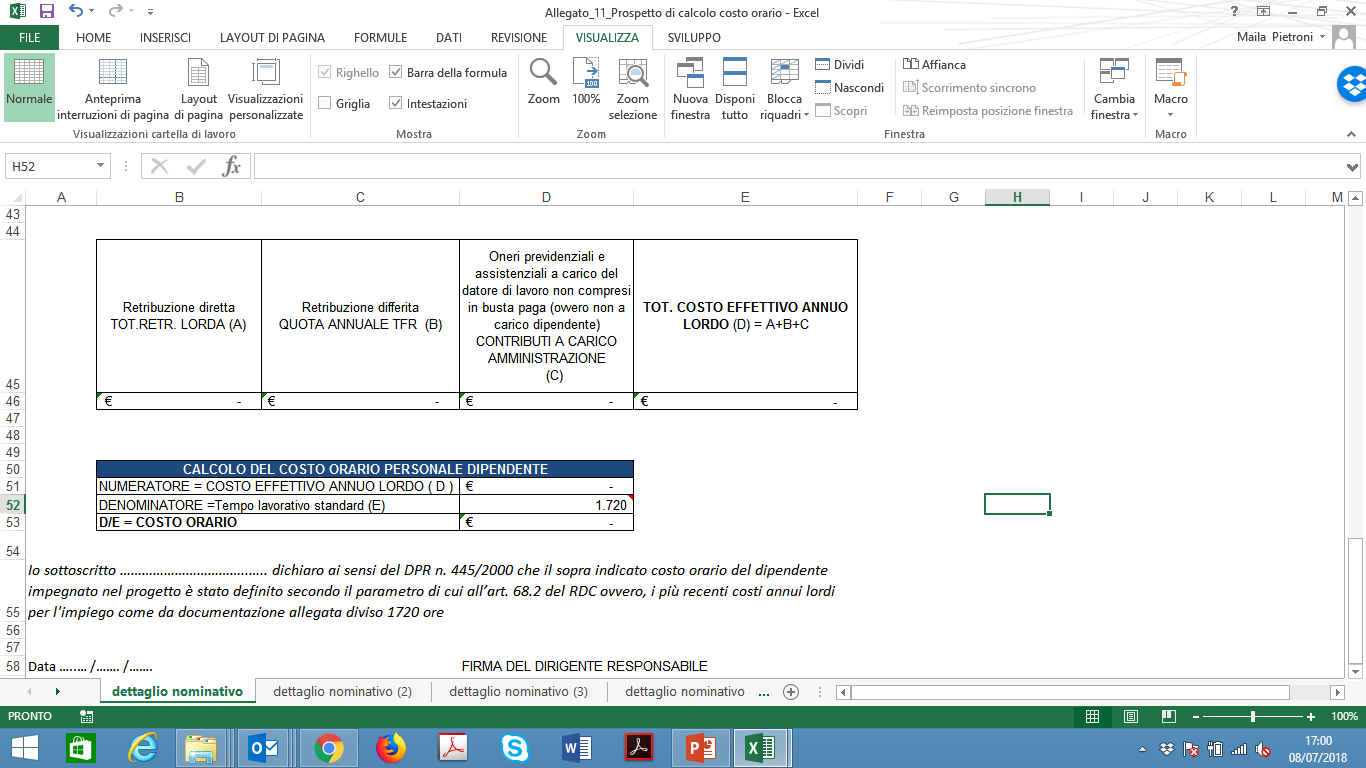 Allegato_11_Prospetto di calcolo costo orario - Excel
FILE HOME INSERISCI LAYOUT DI PAGINA FORMULE DATI REVISIONE VISUALIZZA SVILUPPO Maila Pietroni
Normale
Anteprima interruzioni di pagina
Layout di pagina
Visualizzazioni personalizzate
Visualizzazioni cartella di lavoro
Righello
Barra della formula
Griglia
Intestazioni
Mostra
Zoom
100%
Zoom selezione
Zoom
Nuova finestra
Disponi tutto
Blocca riquadri
Dividi
Nascondi
Scopri
Affianca
Scorrimento sincrono
Reimposta posizione finestra
Cambia finestra
Finestra
Macro
Macro
H52
fx
A B C D E F G H I J K L M
43
44
Retribuzione diretta
TOT.RETR. LORDA (A)
Retribuzione differita
QUOTA ANNUALE TFR (B)
Oneri previdenziali e
assistenziali a carico del
datore di lavoro non compresi
in busta paga (ovvero non a
carico dipendente)
CONTRIBUTI A CARICO
AMMINISTRAZIONE
(C)
TOT. COSTO EFFETTIVO ANNUO
LORDO (D) = A+B+C
45
46 € - € - € - € -
47
48
49
50 CALCOLO DEL COSTO ORARIO PERSONALE DIPENDENTE
51 NUMERATORE = COSTO EFFETTIVO ANNUO LORDO ( D ) € -
52 DENOMINATORE =Tempo lavorativo standard (E) 1.720
53 D/E = COSTO ORARIO € -
54
Io sottoscritto ………………………………… dichiaro ai sensi del DPR n. 445/2000 che il sopra indicato costo orario del dipendente
impegnato nel progetto è stato definito secondo il parametro di cui all’art. 68.2 del RDC ovvero, i più recenti costi annui lordi
55 per l'impiego come da documentazione allegata diviso 1720 ore
56
57
58 Data …….. /……. /……. FIRMA DEL DIRIGENTE RESPONSABILE
dettaglio nominativo dettaglio nominativo (2) dettaglio nominativo (3) dettaglio nominativo ...
PRONTO 100%
17:00
08/07/2018